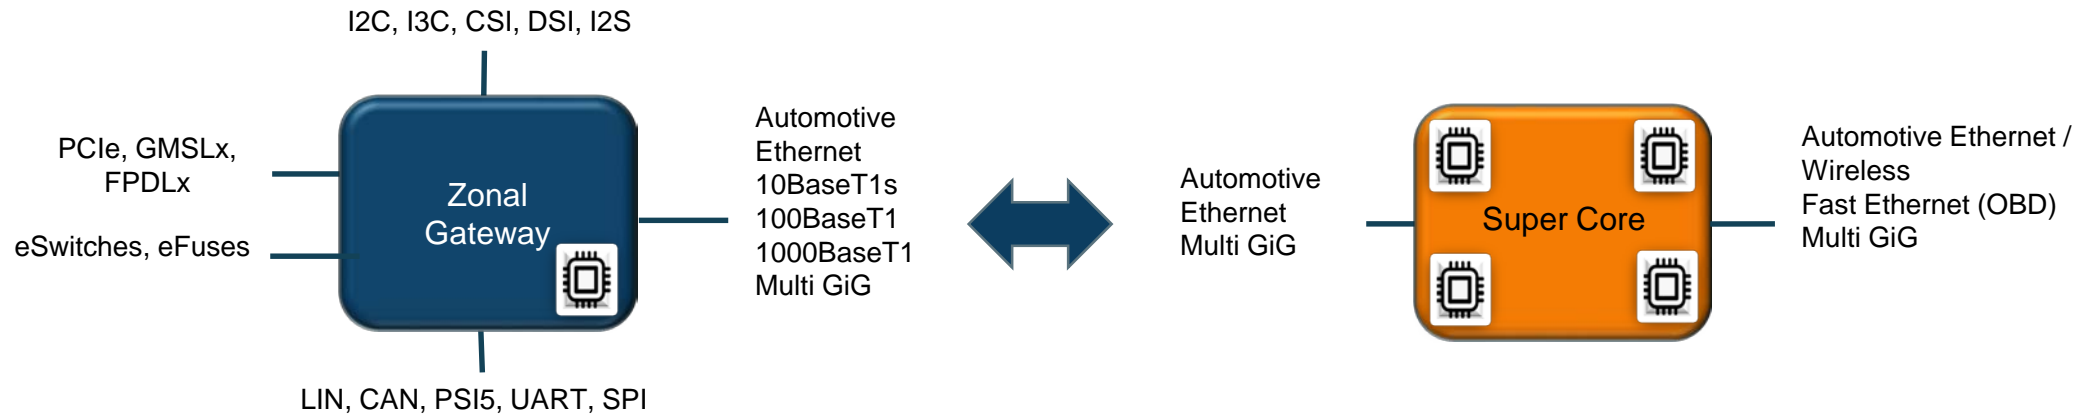 I2C, I3C, CSI, DSI, I2S
PCIe, GMSLx,
FPDLx
eSwitches, eFuses
Zonal
Gateway
LIN, CAN, PSI5, UART, SPI
Automotive
Ethernet
10BaseT1s
100BaseT1
1000BaseT1
Multi GiG
Automotive
Ethernet
Multi GiG
Super Core
Automotive Ethernet /
Wireless
Fast Ethernet (OBD)
Multi GiG